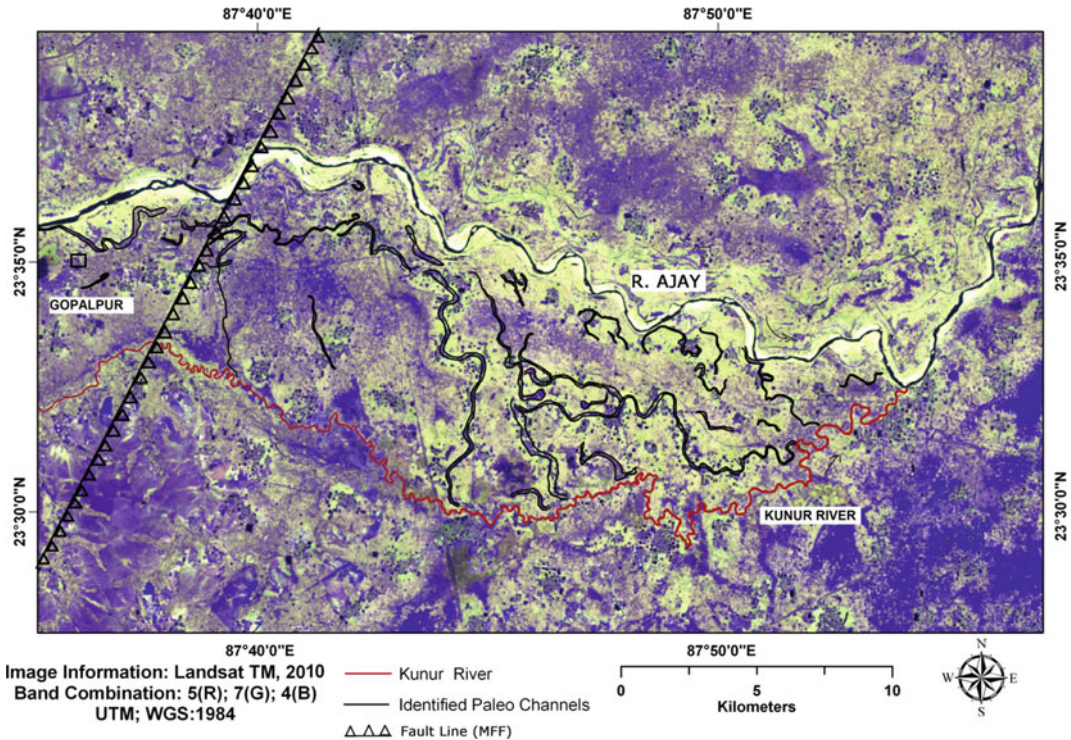 87°40'0"E 87°50'0"E
23°35'0"N 23°35'0"N
R. AJAY
GOPALPUR
23°30'0"N 23°30'0"N
KUNUR RIVER
87°40'0"E 87°50'0"E
Image Information: Landsat TM, 2010
Band Combination: 5(R); 7(G); 4(B)
UTM; WGS:1984
Kunur River
Identified Paleo Channels
Fault Line (MFF)
0 5 10
Kilometers
N
W E
S